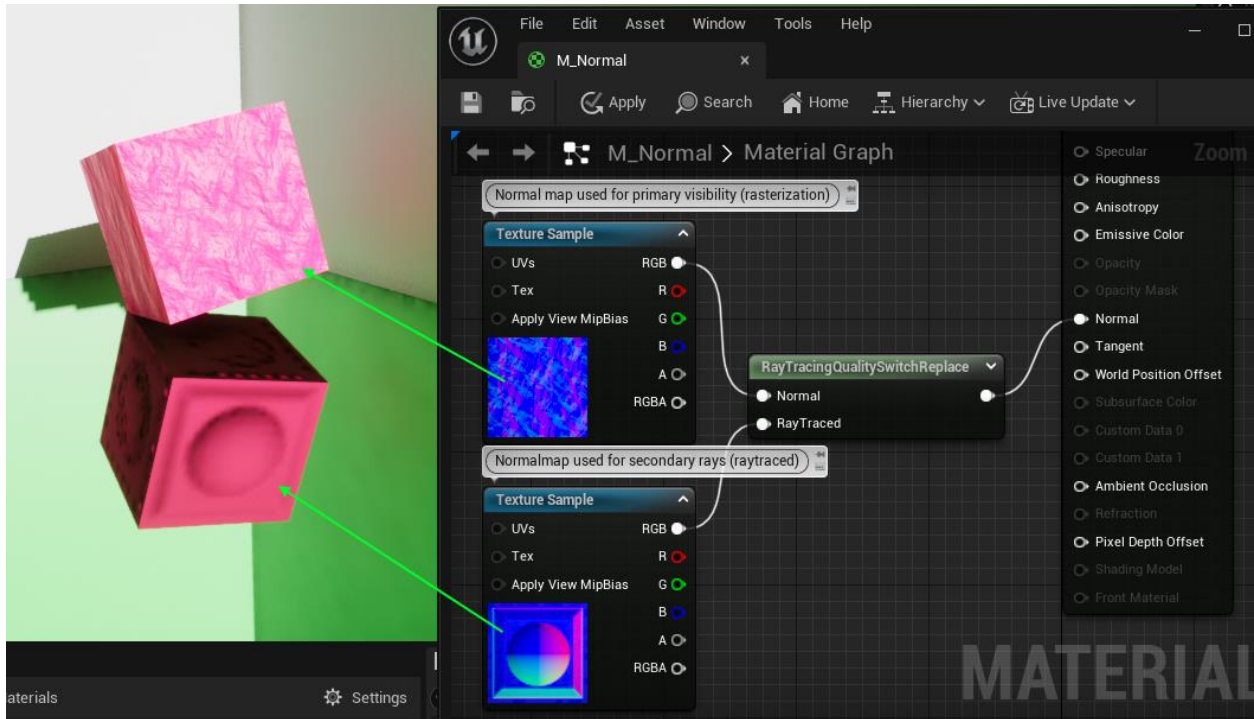 File Edit Asset Window Tools Help
M_Normal
Apply Search Home Hierarchy Live Update
M_Normal > Material Graph
Zoom
Normal map used for primary visibility (rasterization)
Texture Sample
UVs RGB
Tex R
Apply View MipBias G
B
A
RGBA
RayTracingQualitySwitchReplace
Normal
RayTraced
Normalmap used for secondary rays (raytraced)
Texture Sample
UVs RGB
Tex R
Apply View MipBias G
B
A
RGBA
Specular
Roughness
Anisotropy
Emissive Color
Opacity
Opacity Mask
Normal
Tangent
World Position Offset
Subsurface Color
Custom Data 0
Custom Data 1
Ambient Occlusion
Refraction
Pixel Depth Offset
Shading Model
Front Material
MATERIAL
aterials Settings